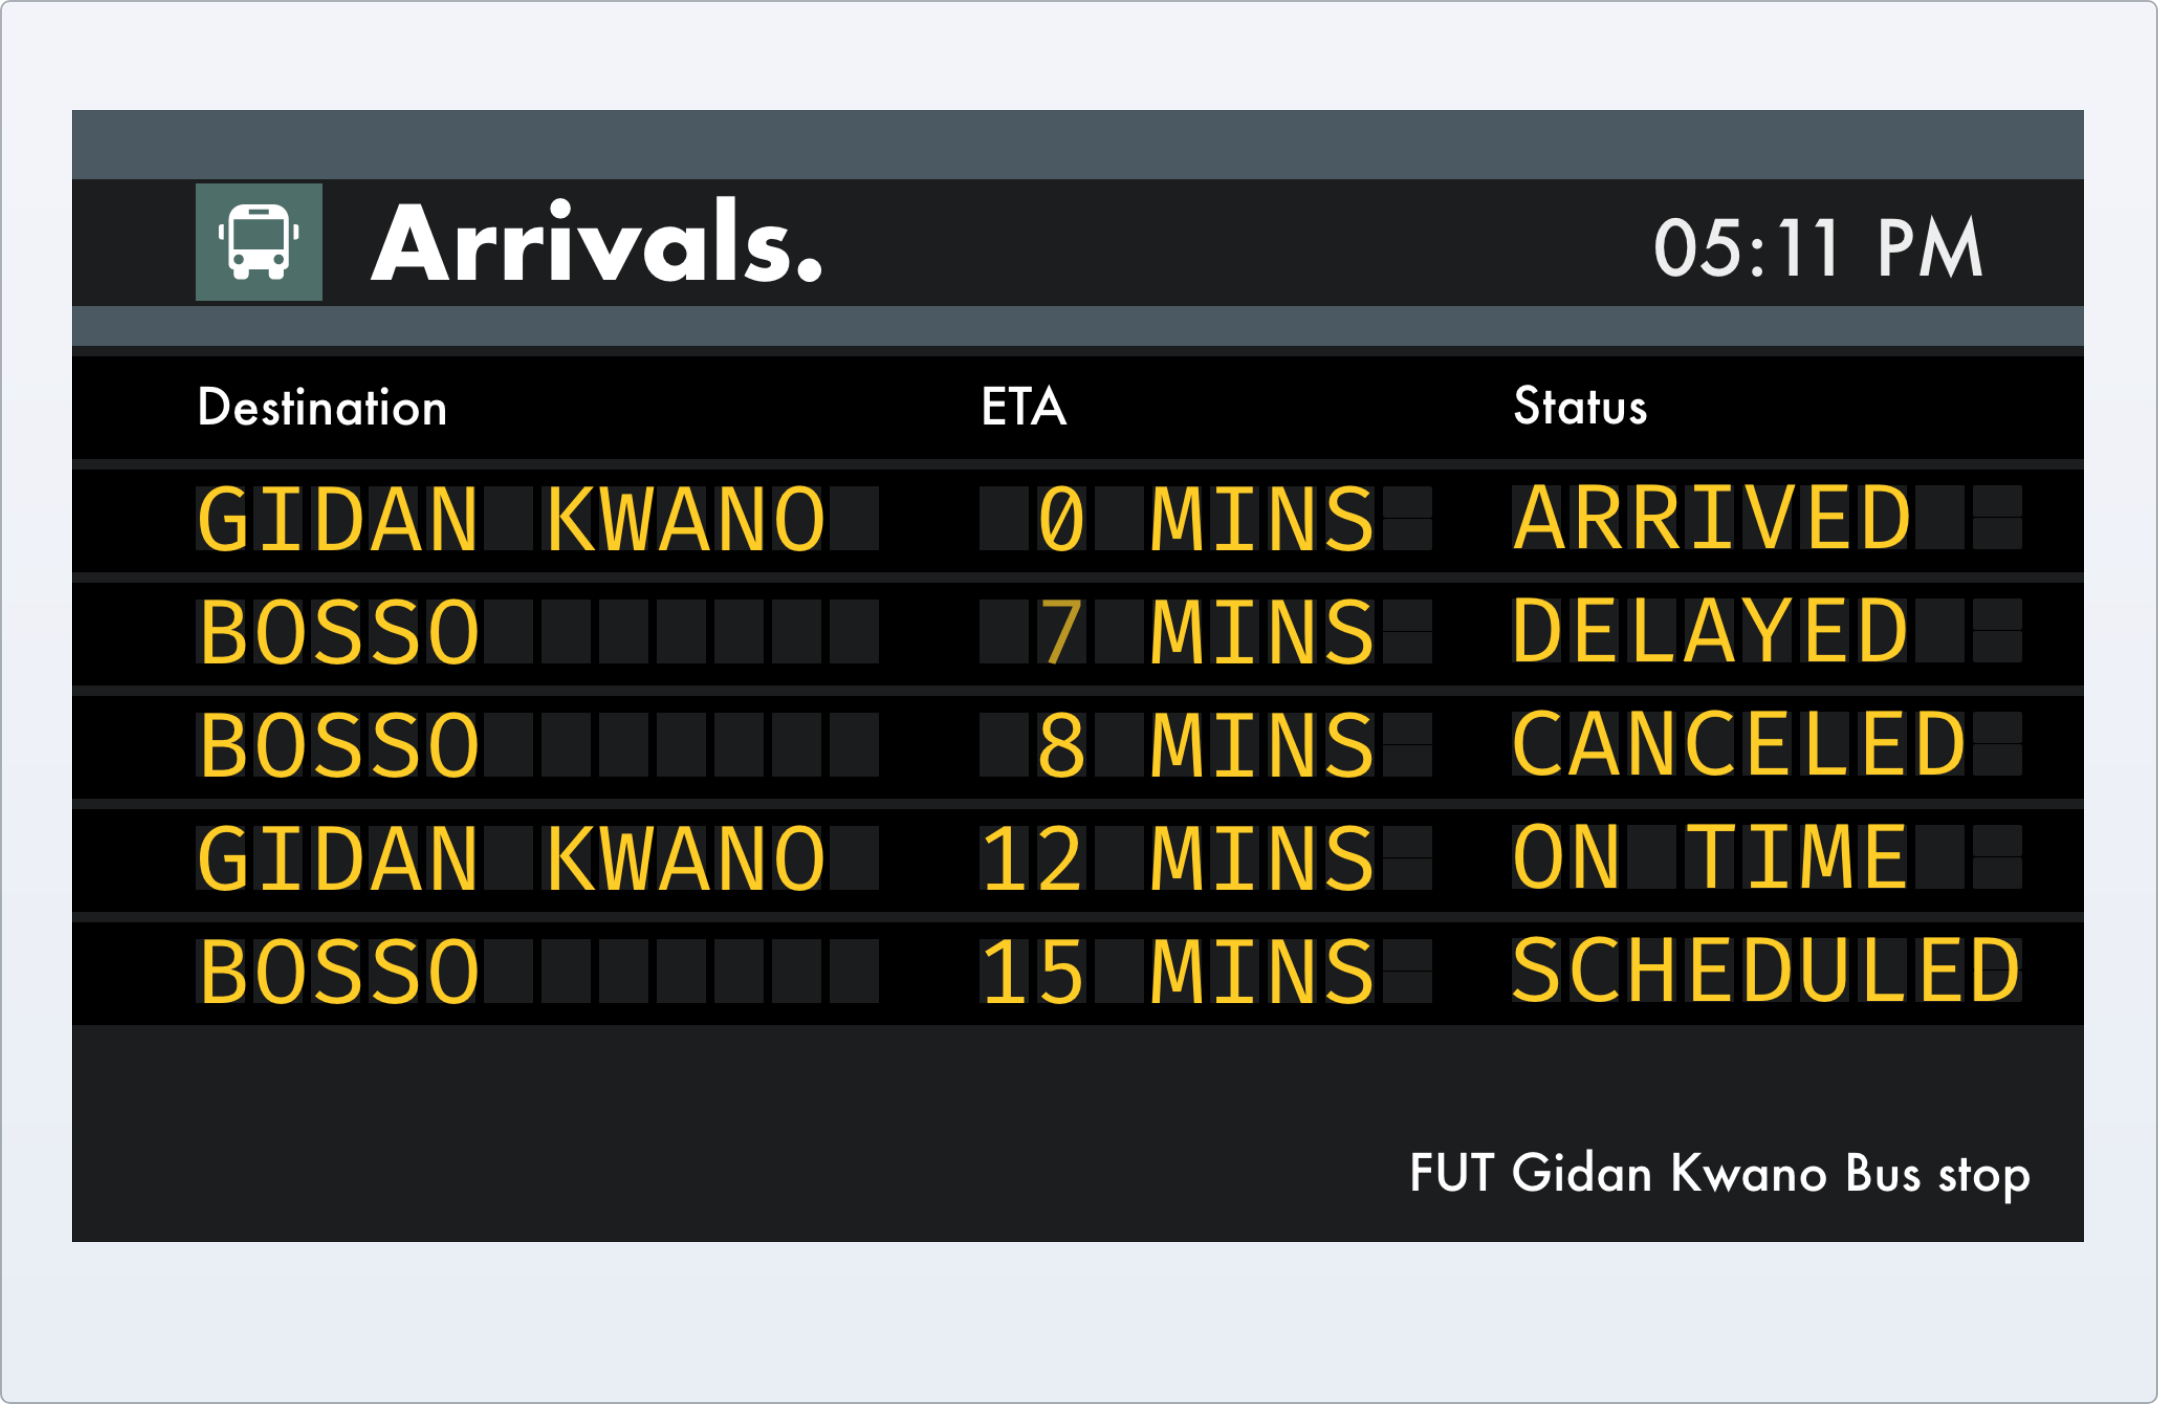 Arrivals. 05:11 PM
Destination ETA Status
GIDAN KWANO 0 MINS ARRIVED
BOSSO 7 MINS DELAYED
BOSSO 8 MINS CANCELED
GIDAN KWANO 12 MINS ON TIME
BOSSO 15 MINS SCHEDULED
FUT Gidan Kwano Bus stop